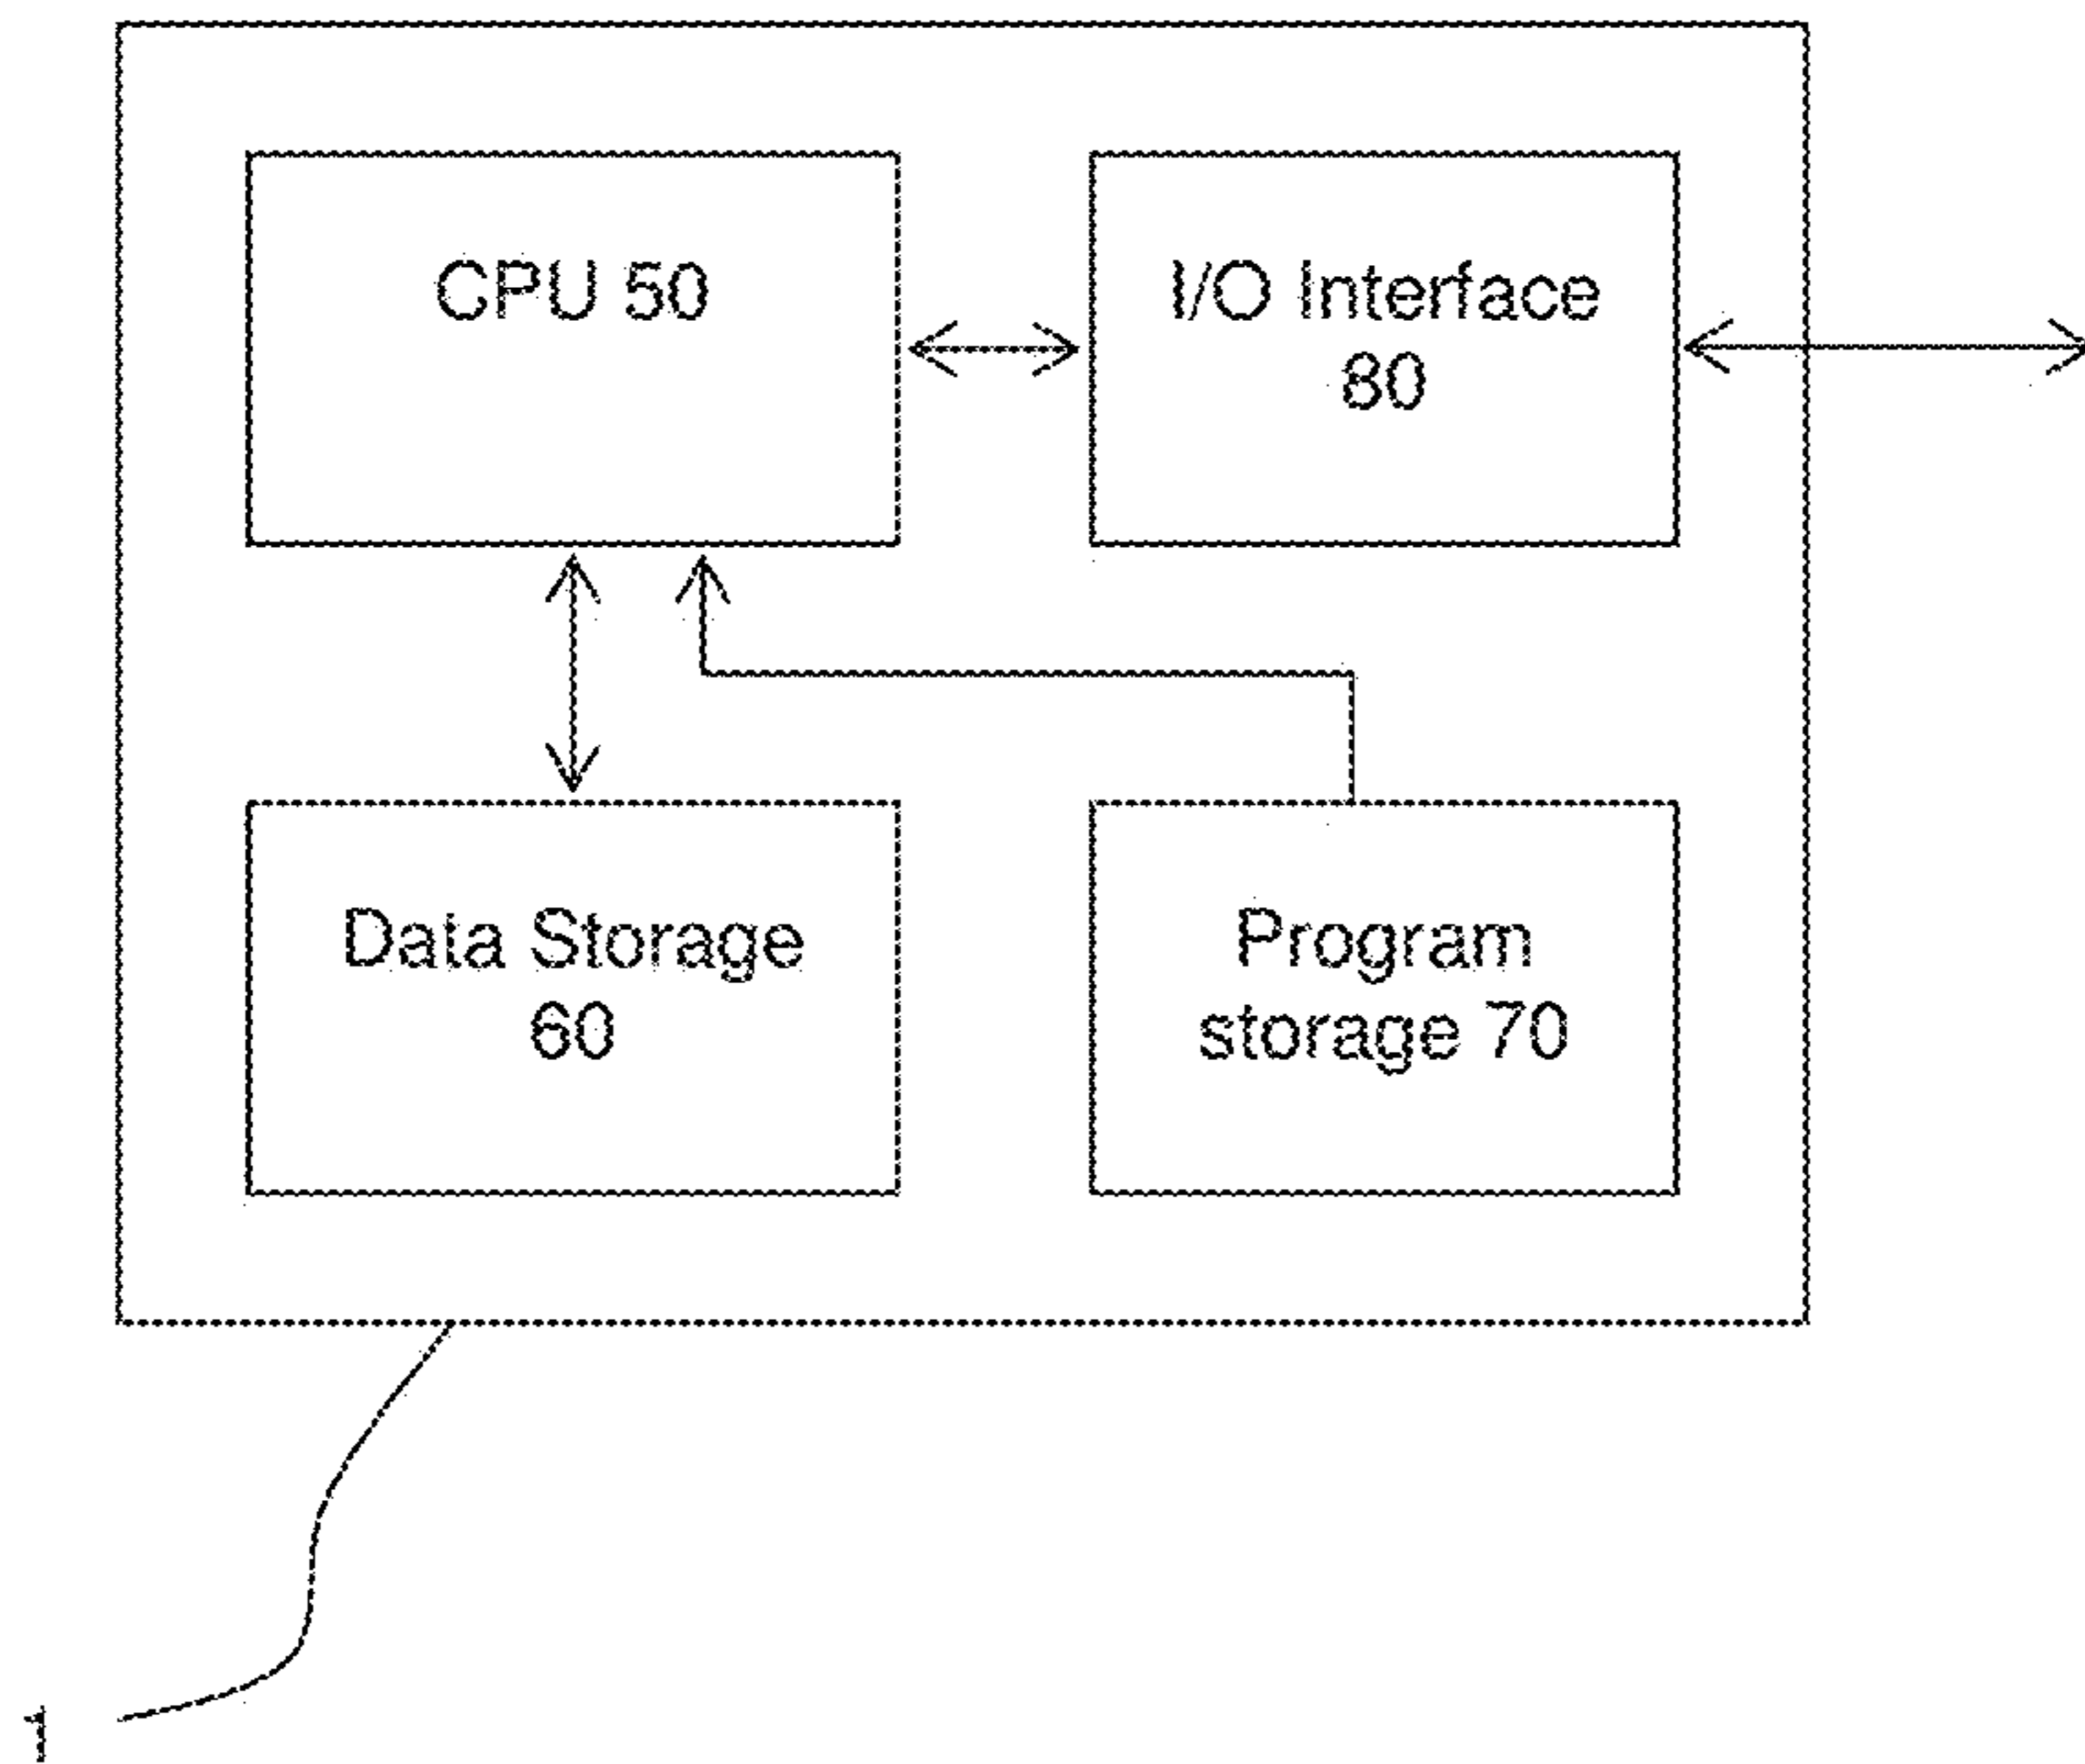 CPU 50
I/O Interface
80
Data Storage
60
Program
storage 70
1